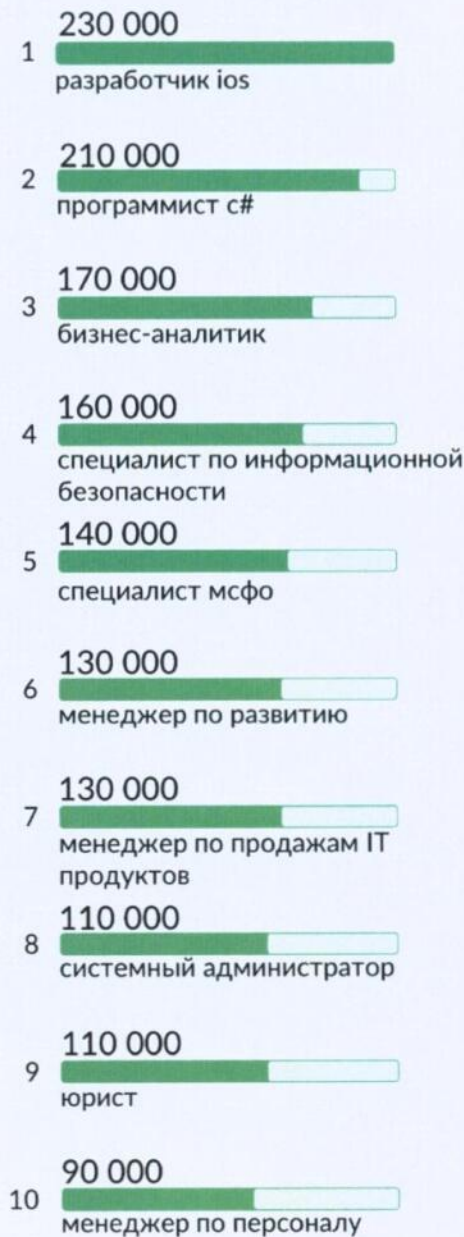 230 000
1
разработчик ios
210 000
2
программист c#
170 000
3
бизнес-аналитик
160 000
4
специалист по информационной
безопасности
140 000
5
специалист мсфо
130 000
6
менеджер по развитию
130 000
7
менеджер по продажам IT
продуктов
110 000
8
системный администратор
110 000
9
юрист
90 000
10
менеджер по персоналу